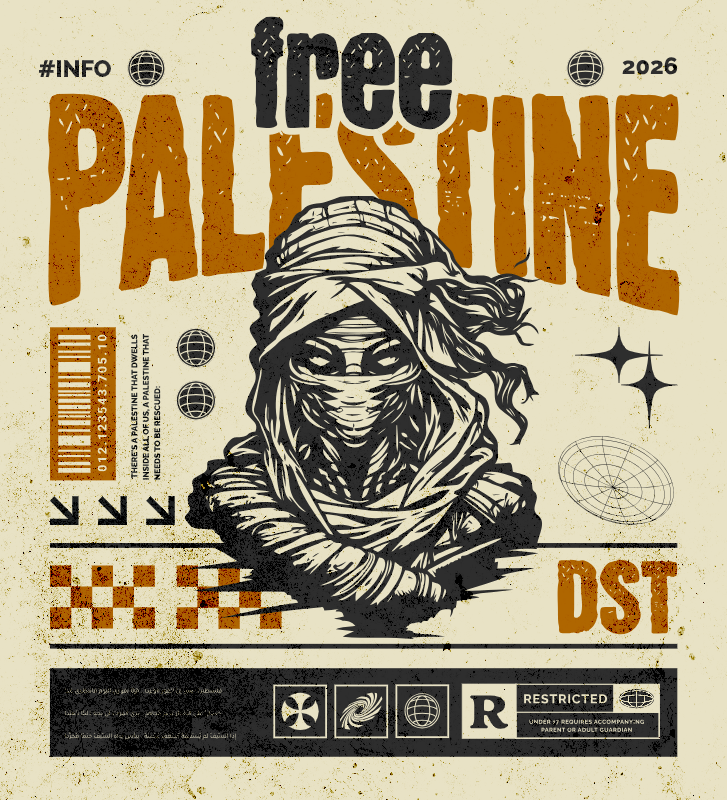 free
#INFO
2026
PALESTINE
012.123543.705.10
THERE'S A PALESTINE THAT DWELLS
INSIDE ALL OF US, A PALESTINE THAT
NEEDS TO BE RESCUED:
DST
R
RESTRICTED
UNDER 17 REQUIRES ACCOMPANYING
PARENT OR ADULT GUARDIAN